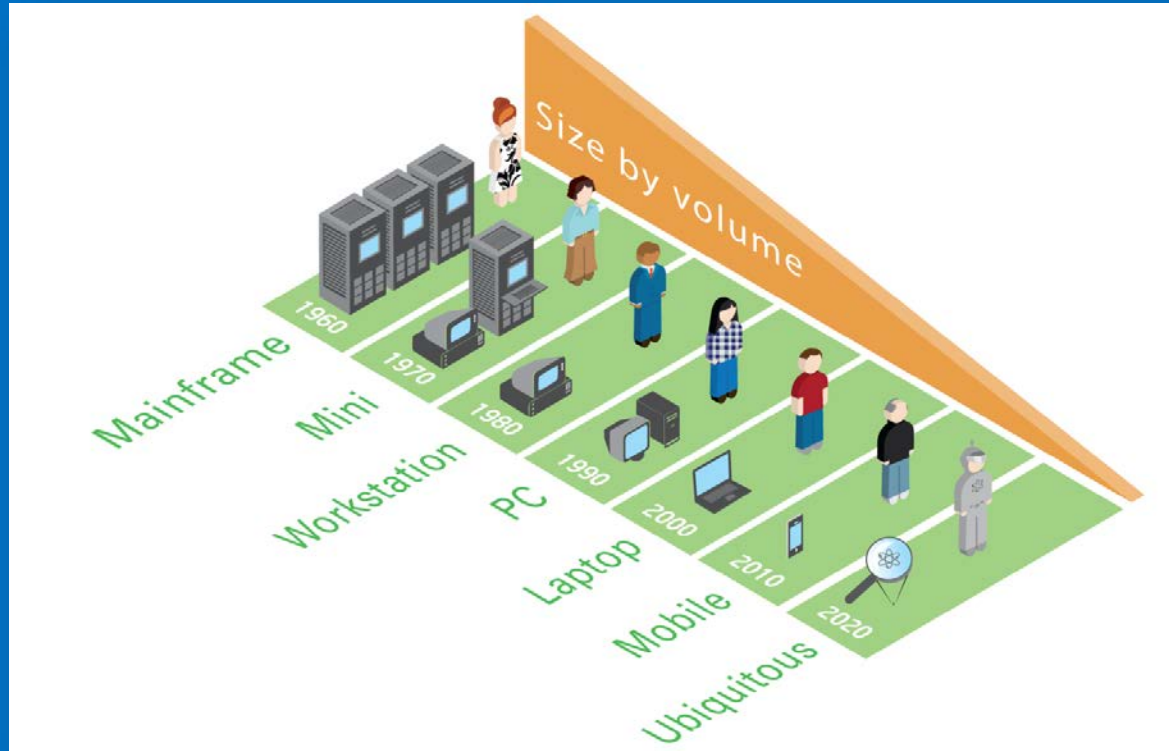 Size by volume
1960
1970
1980
1990
2000
2010
2020
Mainframe
Mini
Workstation
PC
Laptop
Mobile
Ubiquitous